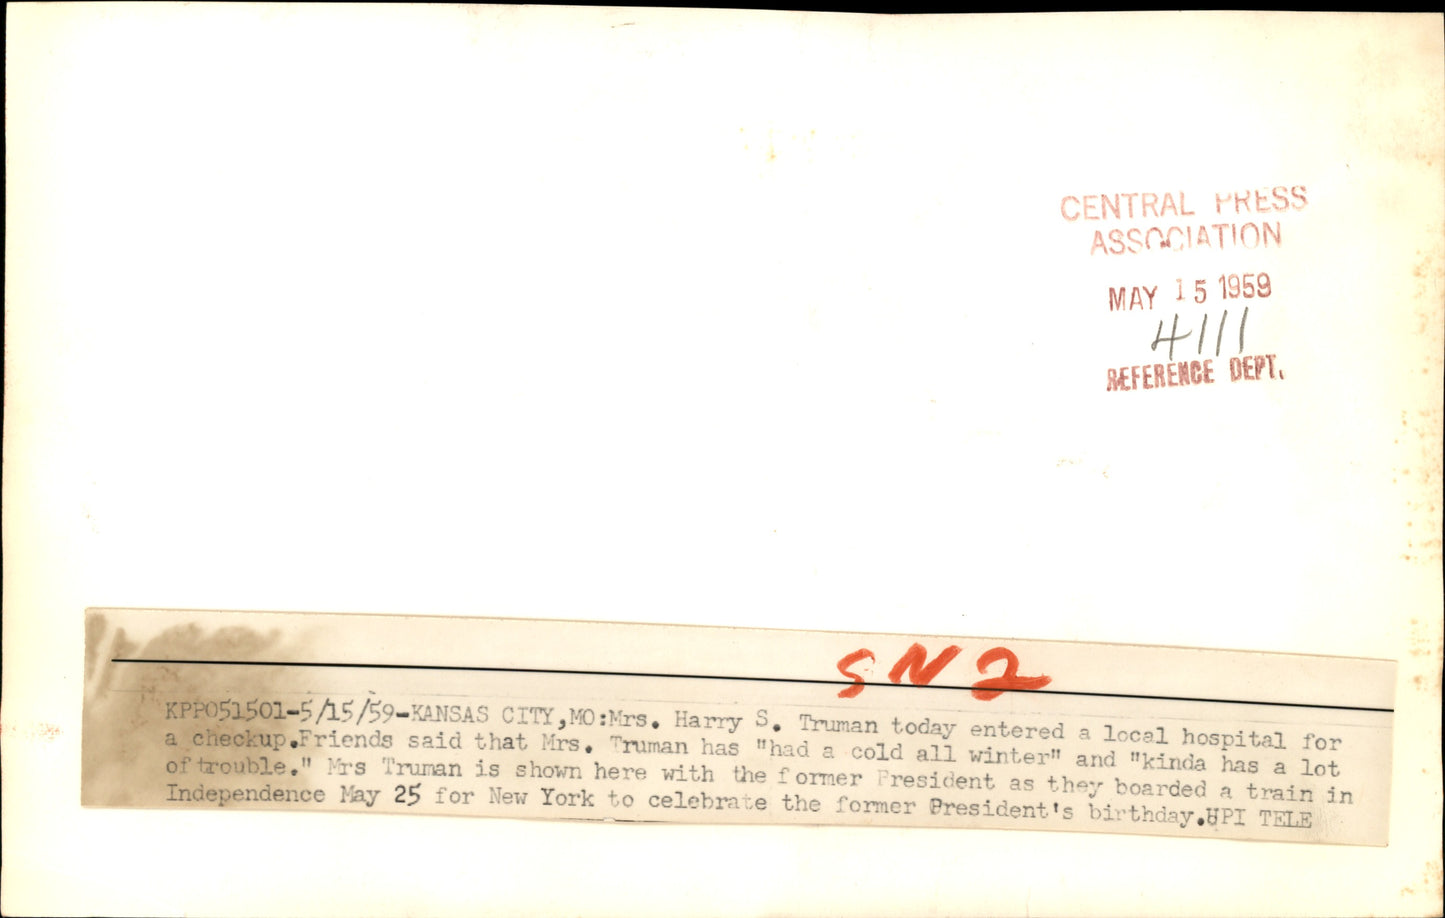 CENTRAL PRESS
ASSOCIATION
MAY 15 1959
4111
REFERENCE DEPT.
SN2
KPP051501-5/15/59-KANSAS CITY,MO:Mrs. Harry S. Truman today entered a local hospital for
a checkup.Friends said that Mrs. Truman has "had a cold all winter" and "kinda has a lot
of trouble." Mrs Truman is shown here with the former President as they boarded a train in
Independence May 25 for New York to celebrate the former President's birthday.UPI TELE